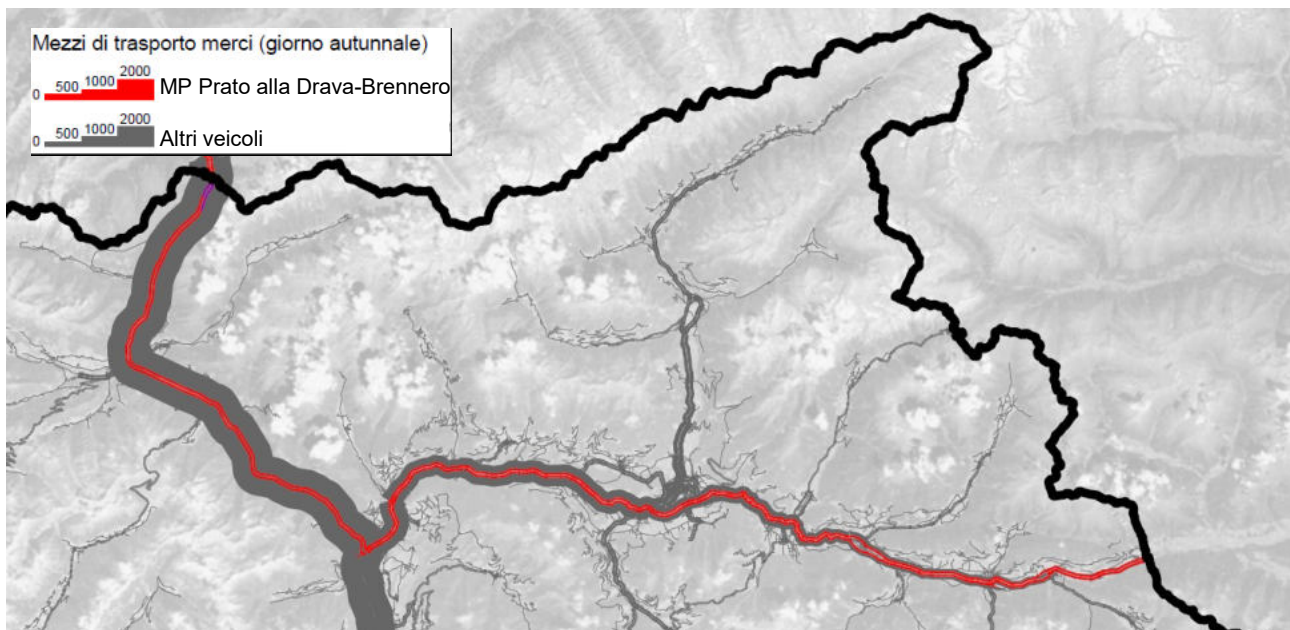 Mezzi di trasporto merci (giorno autunnale)
0 500 1000 2000 MP Prato alla Drava-Brennero
0 500 1000 2000 Altri veicoli